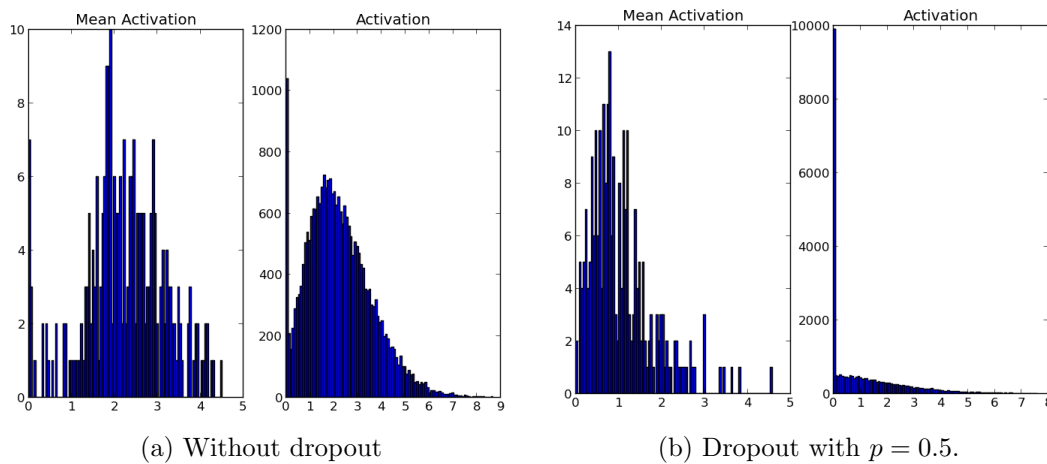 Mean Activation
10
8
6
4
2
0
0 1 2 3 4 5
Activation
1200
1000
800
600
400
200
0
0 1 2 3 4 5 6 7 8 9
(a) Without dropout
Mean Activation
14
12
10
8
6
4
2
0
0 1 2 3 4 5
Activation
10000
8000
6000
4000
2000
0
0 1 2 3 4 5 6 7 8
(b) Dropout with p = 0.5.